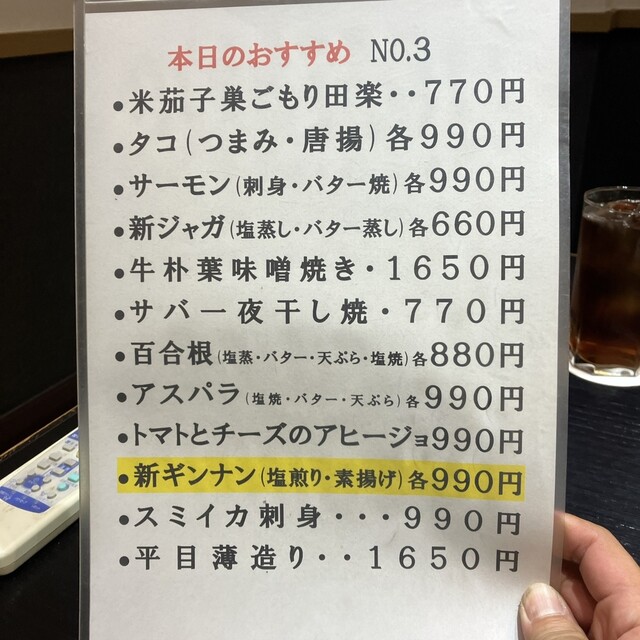 本日のおすすめ NO.3
●米茄子巣ごもり田楽・・770円
●タコ(つまみ・唐揚)各990円
●サーモン(刺身・バター焼)各990円
●新ジャガ(塩蒸し・バター蒸し)各660円
●牛朴葉味噌焼き・1650円
●サバ一夜干し焼・770円
●百合根(塩蒸・バター・天ぷら・塩焼)各880円
●アスパラ(塩焼・バター・天ぷら)各990円
●トマトとチーズのアヒージョ990円
●新ギンナン(塩煎り・素揚げ)各990円
●スミイカ刺身・・・990円
●平目薄造り・・1650円